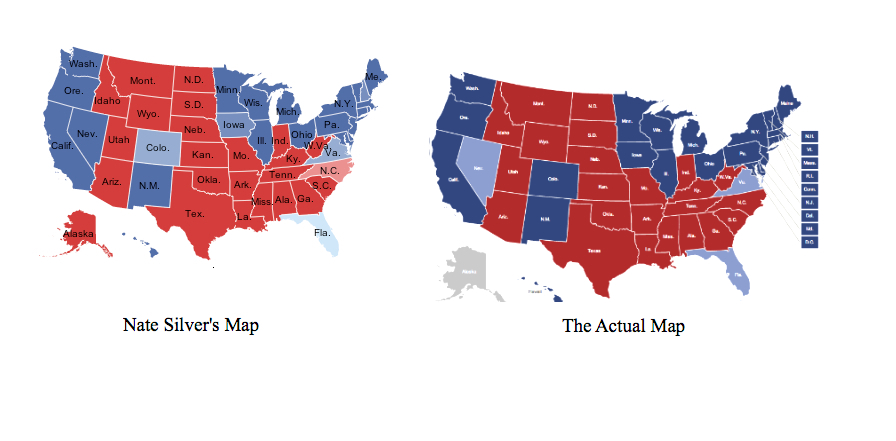 Wash.
Mont.
N.D.
Minn.
Me.
Ore.
Idaho
Wyo.
S.D.
Wis.
Mich.
N.Y.
Nev.
Utah
Neb.
Iowa
Pa.
Calif.
Colo.
Kan.
Mo.
Ill.
Ind.
Ohio
W.Va.
Va.
Ky.
Ariz.
N.M.
Okla.
Ark.
Tenn.
N.C.
S.C.
Tex.
La.
Miss.
Ala.
Ga.
Alaska
Fla.
Nate Silver's Map
Wash.
Mont.
N.D.
Minn.
Maine
Ore.
Idaho
Wyo.
S.D.
Wis.
Mich.
N.Y.
Nev.
Utah
Neb.
Iowa
Pa.
Calif.
Colo.
Kan.
Mo.
Ind.
Ohio
W.Va.
Va.
Ky.
Ariz.
N.M.
Okla.
Ark.
Tenn.
N.C.
S.C.
Texas
La.
Miss.
Ala.
Ga.
Alaska
Hawaii
Fla.
N.H.
Vt.
Mass.
R.I.
Conn.
N.J.
Del.
Md.
D.C.
The Actual Map